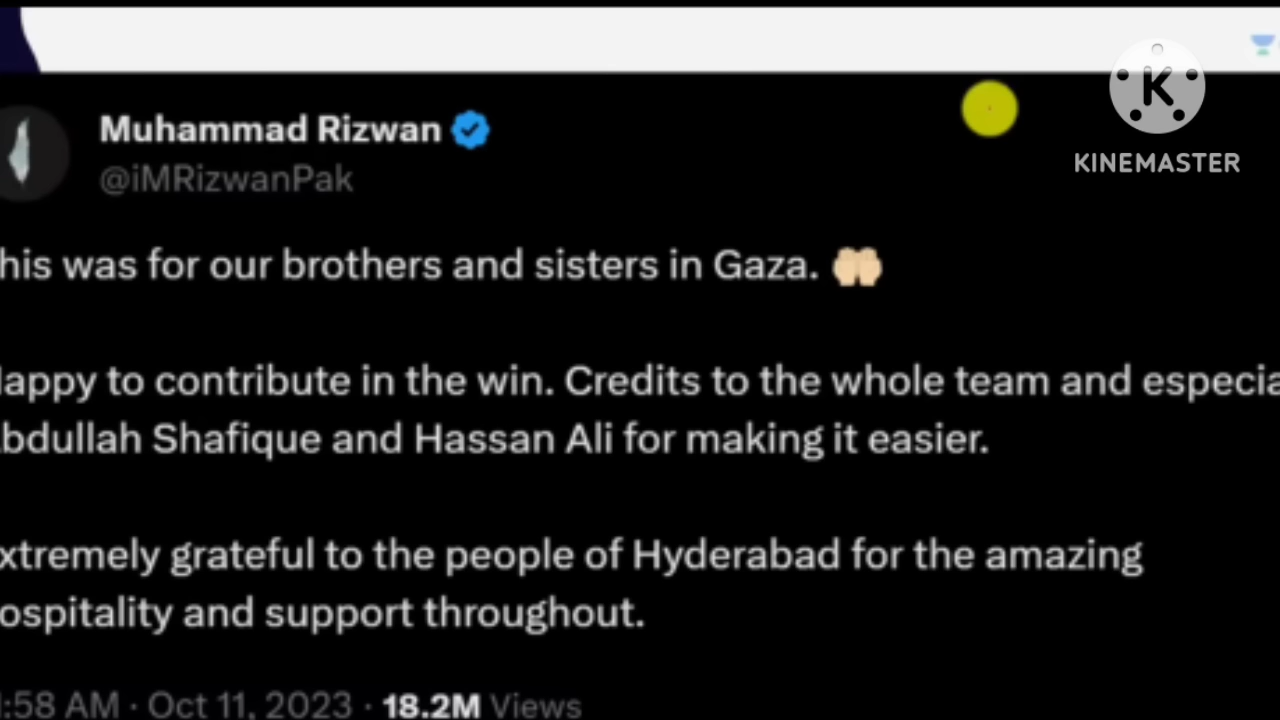 KINEMASTER
Muhammad Rizwan
@iMRizwanPak
his was for our brothers and sisters in Gaza. 🤲🏻
appy to contribute in the win. Credits to the whole team and especia
bdullah Shafique and Hassan Ali for making it easier.
xtremely grateful to the people of Hyderabad for the amazing
ospitality and support throughout.
:58 AM · Oct 11, 2023 · 18.2M Views